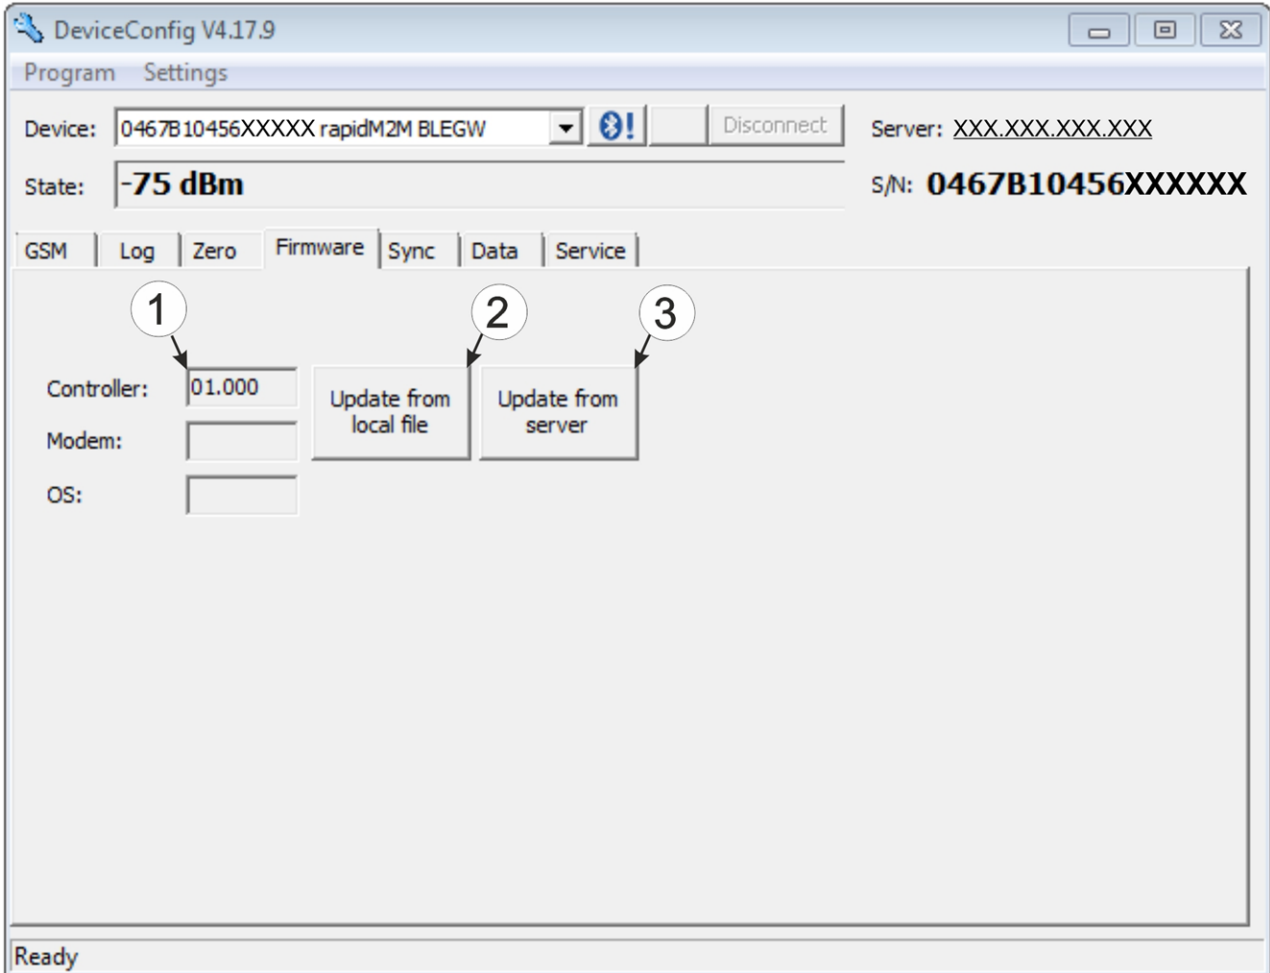 DeviceConfig V4.17.9
Program Settings
Device: 0467B10456XXXXX rapidM2M BLEGW ! Disconnect Server: XXX.XXX.XXX.XXX
State: -75 dBm S/N: 0467B10456XXXXXX
GSM Log Zero Firmware Sync Data Service
1 2 3
Controller: 01.000
Update from local file
Update from server
Modem:
OS:
Ready